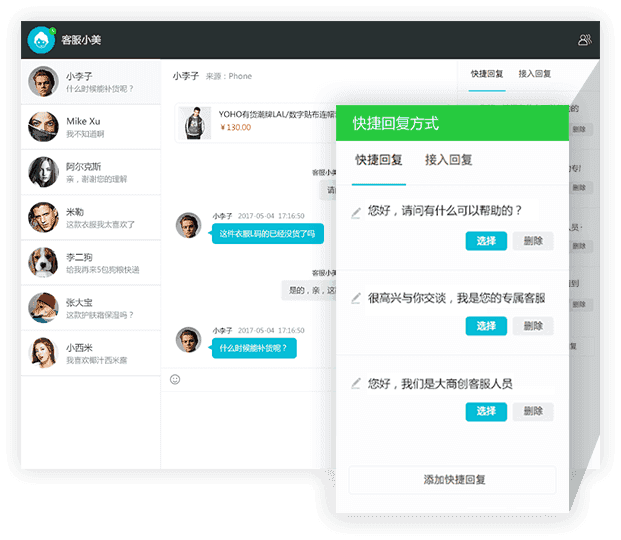 客服小美
小李子
什么时候能补货呢？
Mike Xu
我不知道啊
阿尔克斯
亲，谢谢您的理解
米勒
这款衣服我太喜欢了
李二狗
给我再来5包狗粮快递
张大宝
这款护肤霜保湿吗？
小西米
我喜欢椰汁西米露
小李子 来源：Phone
YOHO有货潮牌LAL/数字贴布连帽
￥130.00
客服小美
小李子 2017-05-04 17:16:50
这件衣服L码的已经没货了吗
客服小美
是的，亲，这
小李子 2017-05-04 17:16:50
什么时候能补货呢？
快捷回复 接入回复
删除
删除
删除
删除
快捷回复方式
快捷回复 接入回复
您好，请问有什么可以帮助的？
选择 删除
很高兴与你交谈，我是您的专属客服
选择 删除
您好，我们是大商创客服人员
选择 删除
添加快捷回复